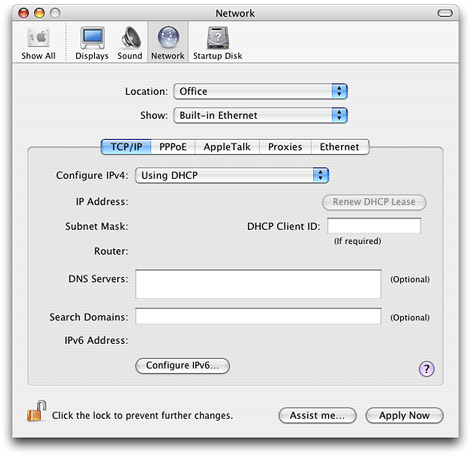 Network
Show All Displays Sound Network Startup Disk
Location: Office
Show: Built-in Ethernet
TCP/IP PPPoE AppleTalk Proxies Ethernet
Configure IPv4: Using DHCP
IP Address: Renew DHCP Lease
Subnet Mask: DHCP Client ID:
(If required)
Router:
DNS Servers: (Optional)
Search Domains: (Optional)
IPv6 Address:
Configure IPv6...
?
Click the lock to prevent further changes. Assist me... Apply Now